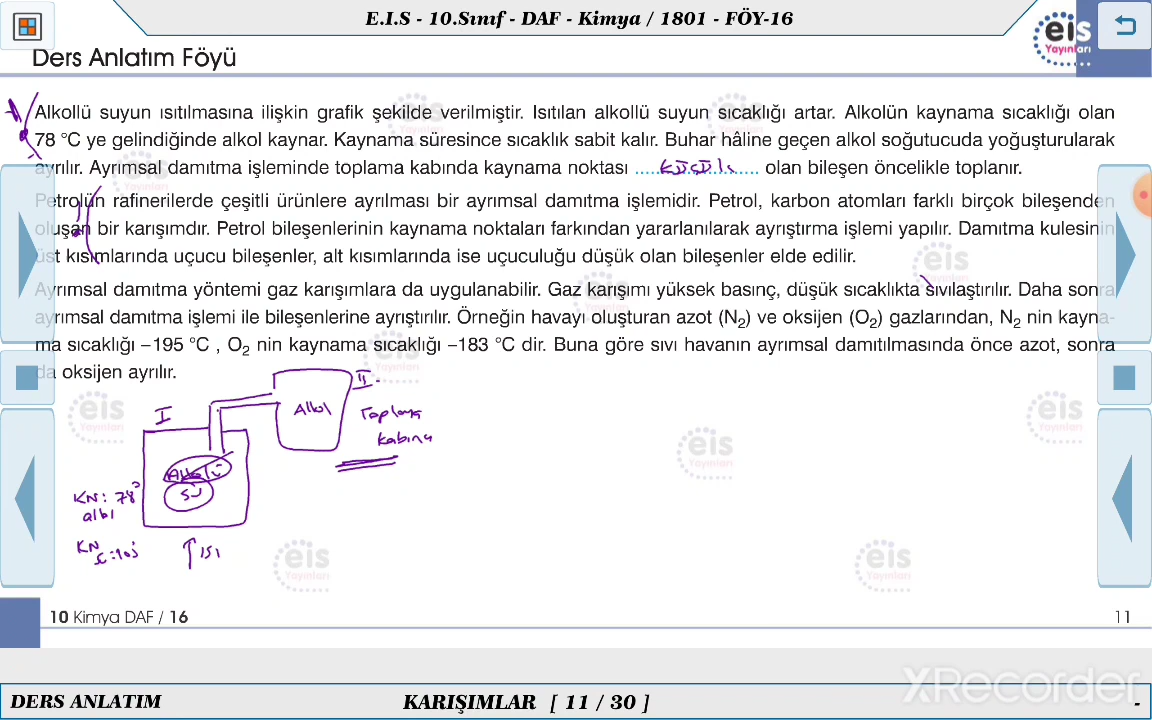 E.I.S - 10.Sınıf - DAF - Kimya / 1801 - FÖY-16
eis
Yayınları
Ders Anlatım Föyü
Alkollü suyun ısıtılmasına ilişkin grafik şekilde verilmiştir. Isıtılan alkollü suyun sıcaklığı artar. Alkolün kaynama sıcaklığı olan
78 °C ye gelindiğinde alkol kaynar. Kaynama süresince sıcaklık sabit kalır. Buhar hâline geçen alkol soğutucuda yoğuşturularak
ayrılır. Ayrımsal damıtma işleminde toplama kabında kaynama noktası ..... küçük ..... olan bileşen öncelikle toplanır.
Petrolün rafinerilerde çeşitli ürünlere ayrılması bir ayrımsal damıtma işlemidir. Petrol, karbon atomları farklı birçok bileşenden
oluşan bir karışımdır. Petrol bileşenlerinin kaynama noktaları farkından yararlanılarak ayrıştırma işlemi yapılır. Damıtma kulesinin
üst kısımlarında uçucu bileşenler, alt kısımlarında ise uçuculuğu düşük olan bileşenler elde edilir.
Ayrımsal damıtma yöntemi gaz karışımlara da uygulanabilir. Gaz karışımı yüksek basınç, düşük sıcaklıkta sıvılaştırılır. Daha sonra
ayrımsal damıtma işlemi ile bileşenlerine ayrıştırılır. Örneğin havayı oluşturan azot (N₂) ve oksijen (O₂) gazlarından, N₂ nin kayna-
ma sıcaklığı –195 °C , O₂ nin kaynama sıcaklığı –183 °C dir. Buna göre sıvı havanın ayrımsal damıtılmasında önce azot, sonra
da oksijen ayrılır.
I
II
Alkol
Toplama
kabına
su
KN: 78°
KN
ISI
10 Kimya DAF / 16
11
XRecorder
DERS ANLATIM
KARIŞIMLAR [ 11 / 30 ]
-